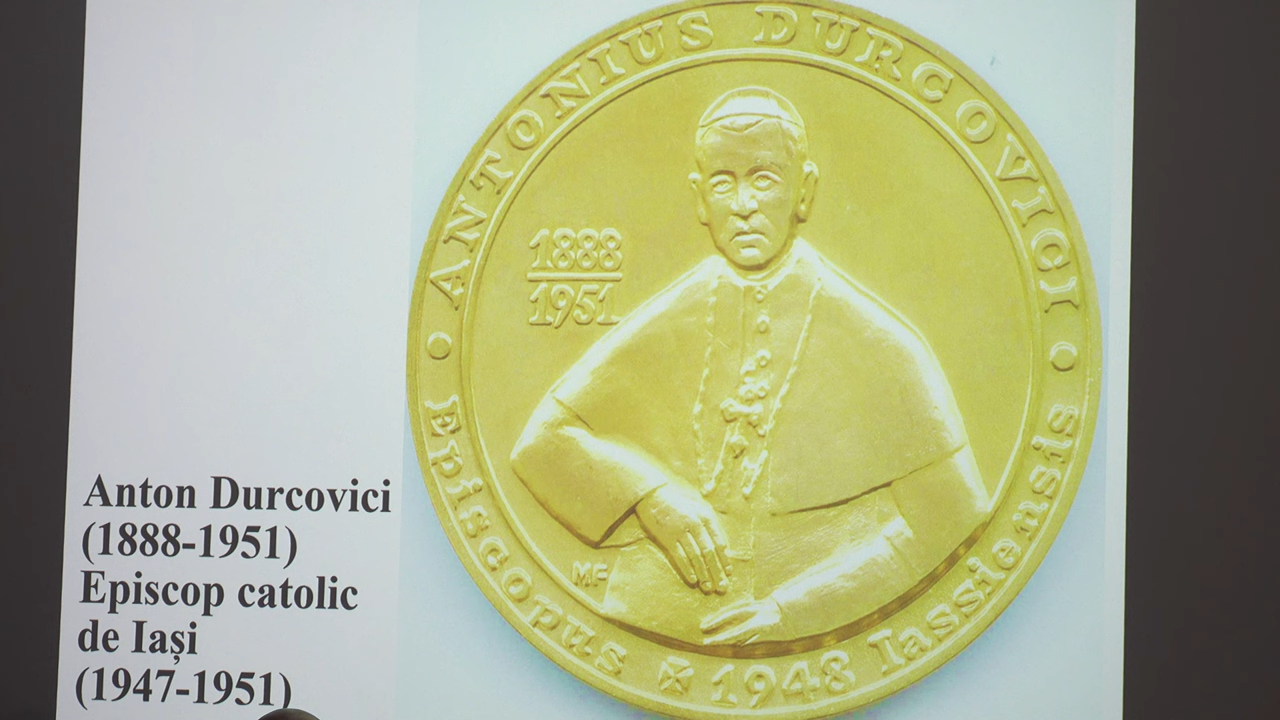 Anton Durcovici
(1888-1951)
Episcop catolic
de Iași
(1947-1951)
ANTONIUS DURCOVICI
1888
1951
MF
Episcopus ✠ 1948 Iassiensis